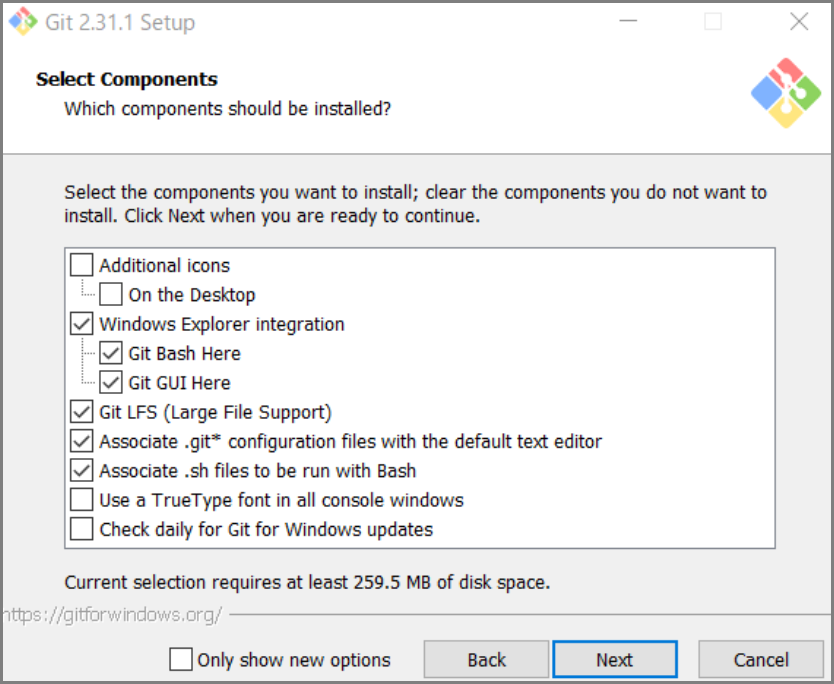 Git 2.31.1 Setup
Select Components
Which components should be installed?
Select the components you want to install; clear the components you do not want to
install. Click Next when you are ready to continue.
Additional icons
On the Desktop
Windows Explorer integration
Git Bash Here
Git GUI Here
Git LFS (Large File Support)
Associate .git* configuration files with the default text editor
Associate .sh files to be run with Bash
Use a TrueType font in all console windows
Check daily for Git for Windows updates
Current selection requires at least 259.5 MB of disk space.
https://gitforwindows.org/
Only show new options
Back
Next
Cancel